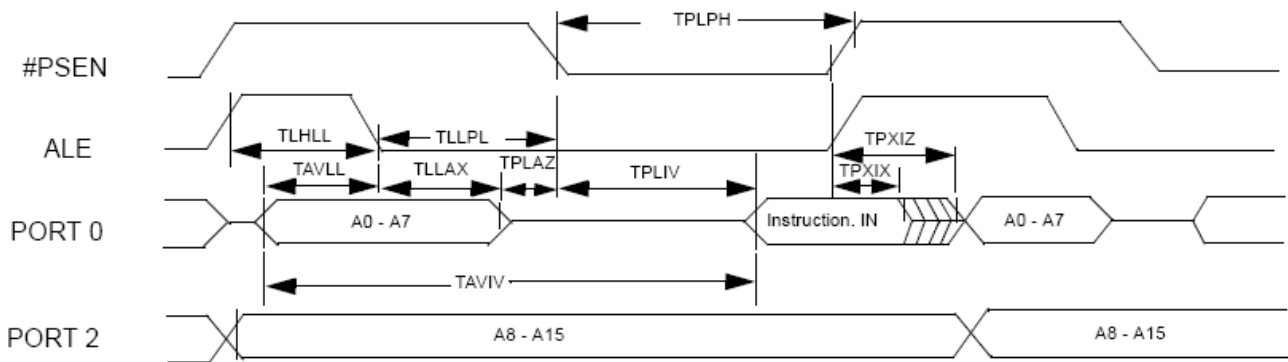 #PSEN
TPLPH
ALE
TLHLL
TLLPL
TPLAZ
TPXIZ
TAVLL
TLLAX
TPLIV
TPXIX
PORT 0
A0 - A7
Instruction. IN
A0 - A7
TAVIV
PORT 2
A8 - A15
A8 - A15